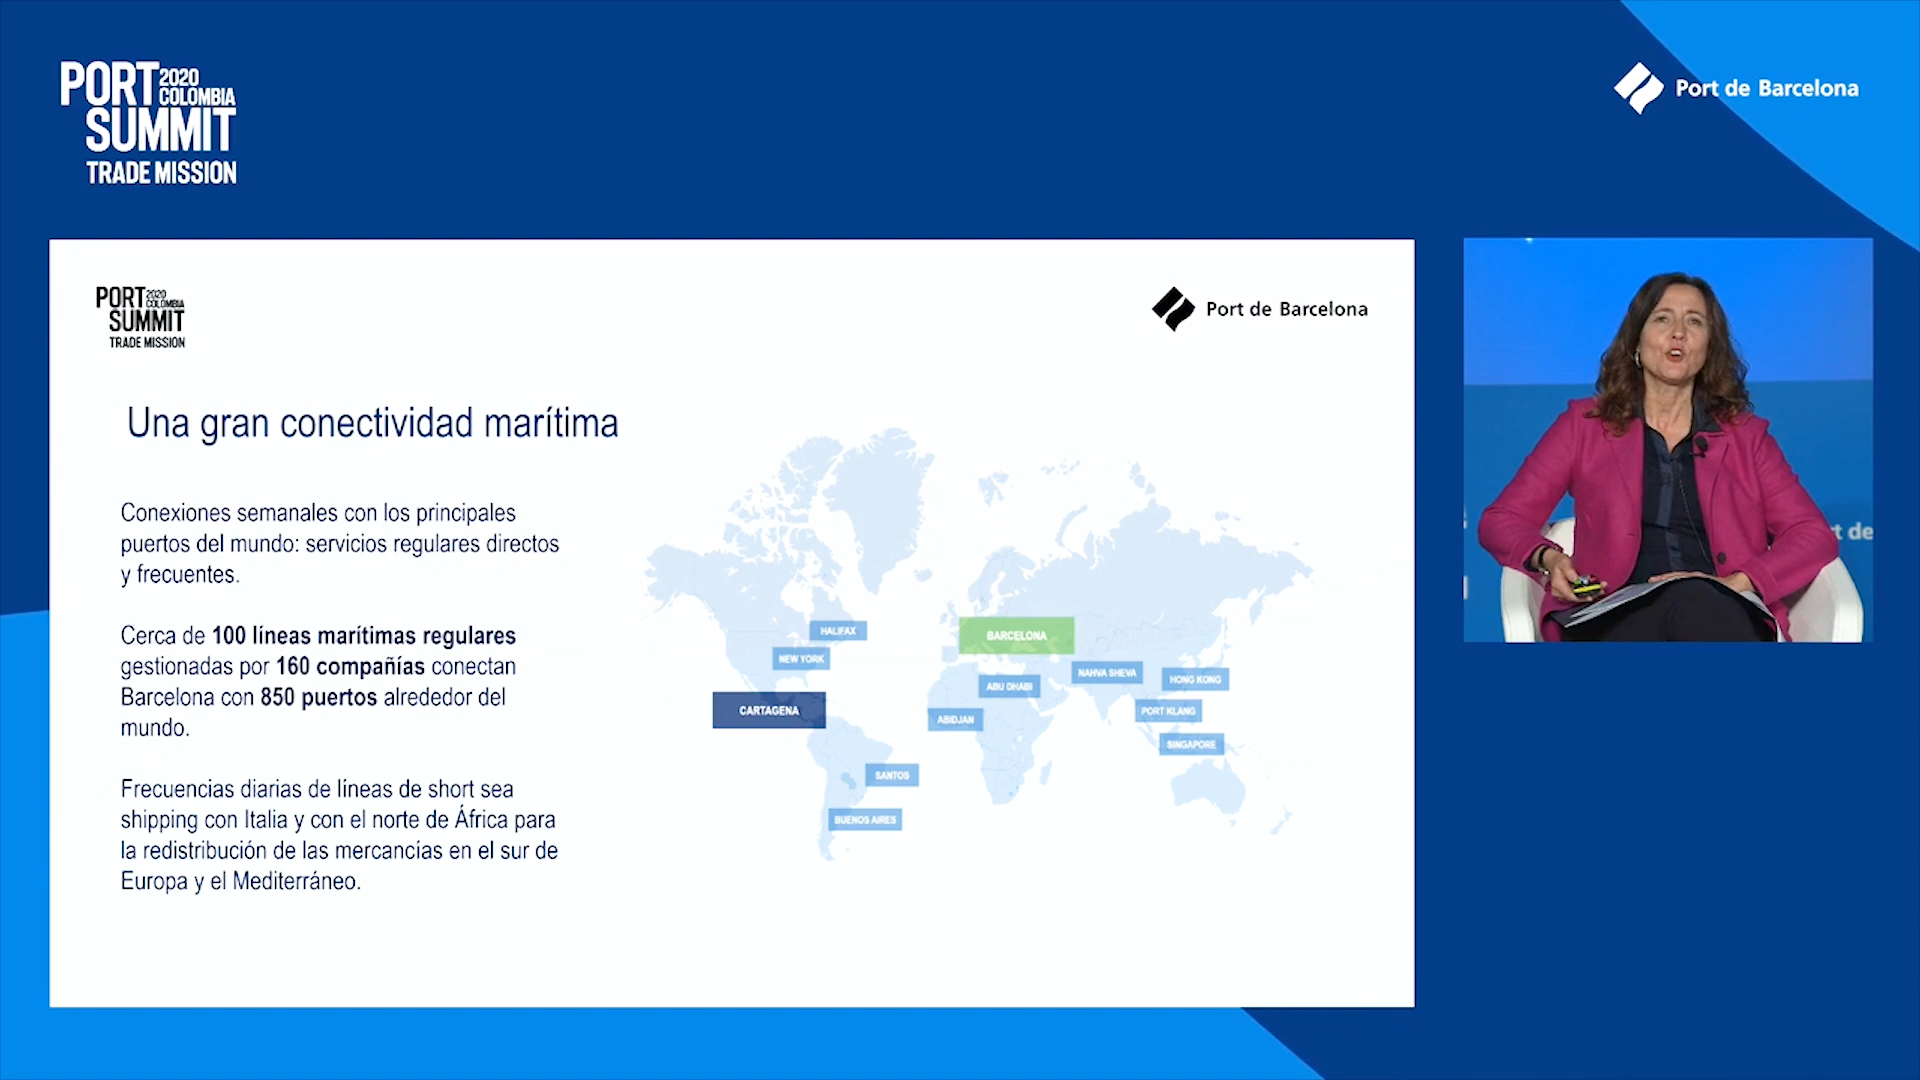 PORT 2020
COLOMBIA
SUMMIT
TRADE MISSION
Port de Barcelona
PORT 2020
COLOMBIA
SUMMIT
TRADE MISSION
Port de Barcelona
Una gran conectividad marítima
Conexiones semanales con los principales
puertos del mundo: servicios regulares directos
y frecuentes.
Cerca de 100 líneas marítimas regulares
gestionadas por 160 compañías conectan
Barcelona con 850 puertos alrededor del
mundo.
Frecuencias diarias de líneas de short sea
shipping con Italia y con el norte de África para
la redistribución de las mercancías en el sur de
Europa y el Mediterráneo.
HALIFAX
BARCELONA
NEW YORK
NAHVA SHEVA
HONG KONG
ABU DHABI
CARTAGENA
PORT KLANG
ABIDJAN
SINGAPORE
SANTOS
BUENOS AIRES
t de